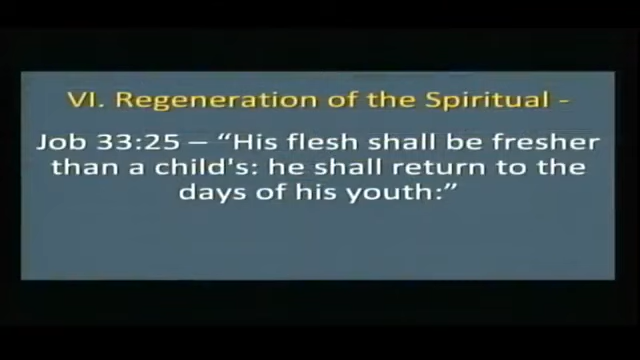 VI. Regeneration of the Spiritual -
Job 33:25 – “His flesh shall be fresher
than a child's: he shall return to the
days of his youth:”